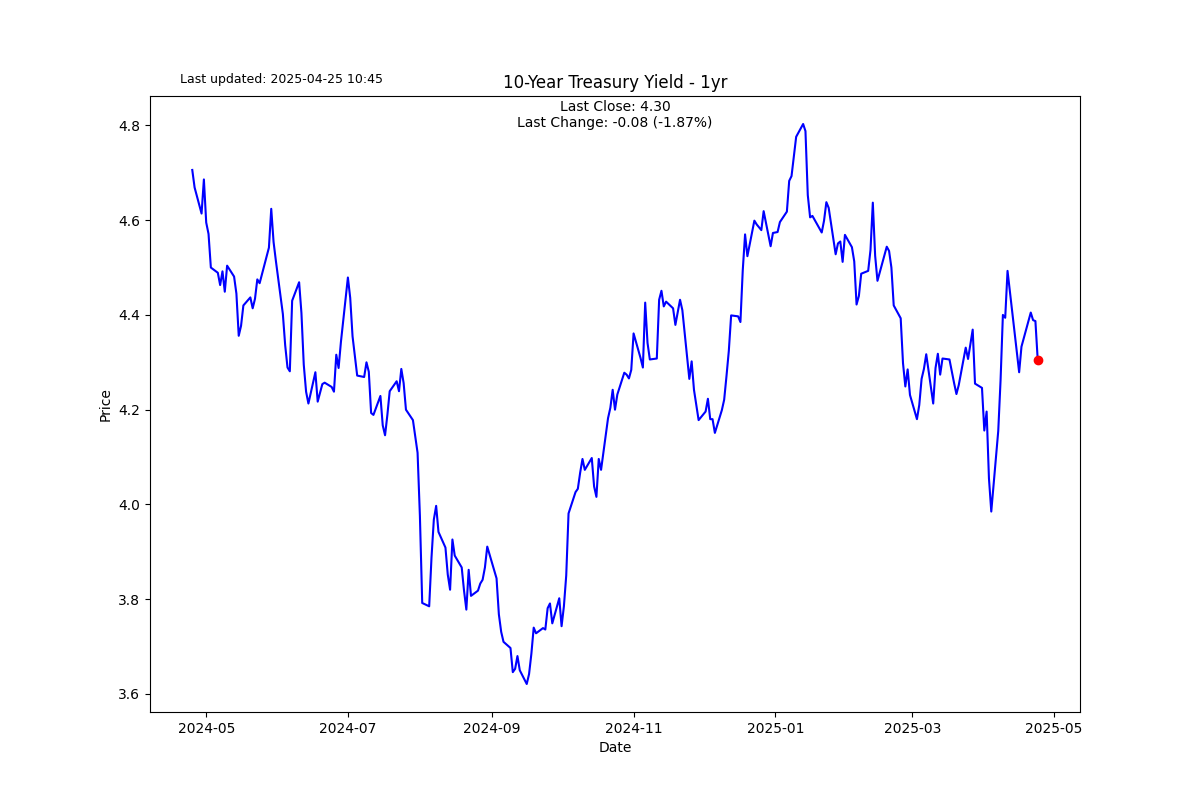 Last updated: 2025-04-25 10:45
10-Year Treasury Yield - 1yr
Last Close: 4.30
Last Change: -0.08 (-1.87%)
4.8
4.6
4.4
4.2
4.0
3.8
3.6
Price
2024-05 2024-07 2024-09 2024-11 2025-01 2025-03 2025-05
Date